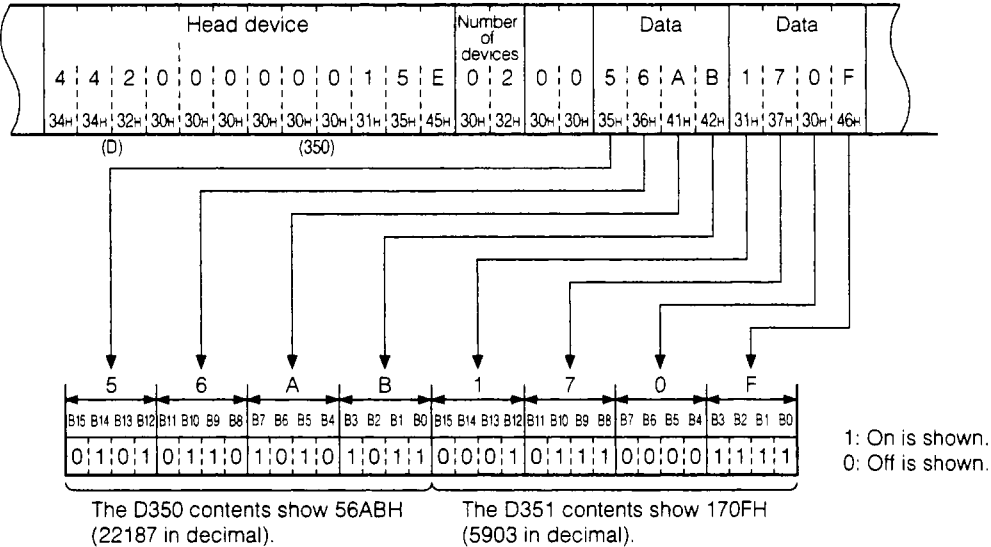 Head device Number of devices Data Data
4 4 2 0 0 0 0 0 0 1 5 E 0 2 0 0 5 6 A B 1 7 0 F
34H 34H 32H 30H 30H 30H 30H 30H 30H 31H 35H 45H 30H 32H 30H 30H 35H 36H 41H 42H 31H 37H 30H 46H
(D) (350)
5 6 A B 1 7 0 F
B15 B14 B13 B12 B11 B10 B9 B8 B7 B6 B5 B4 B3 B2 B1 B0 B15 B14 B13 B12 B11 B10 B9 B8 B7 B6 B5 B4 B3 B2 B1 B0
0 1 0 1 0 1 1 0 1 0 1 0 1 0 1 1 0 0 0 1 0 1 1 1 0 0 0 0 1 1 1 1
1: On is shown.
0: Off is shown.
The D350 contents show 56ABH
(22187 in decimal).
The D351 contents show 170FH
(5903 in decimal).